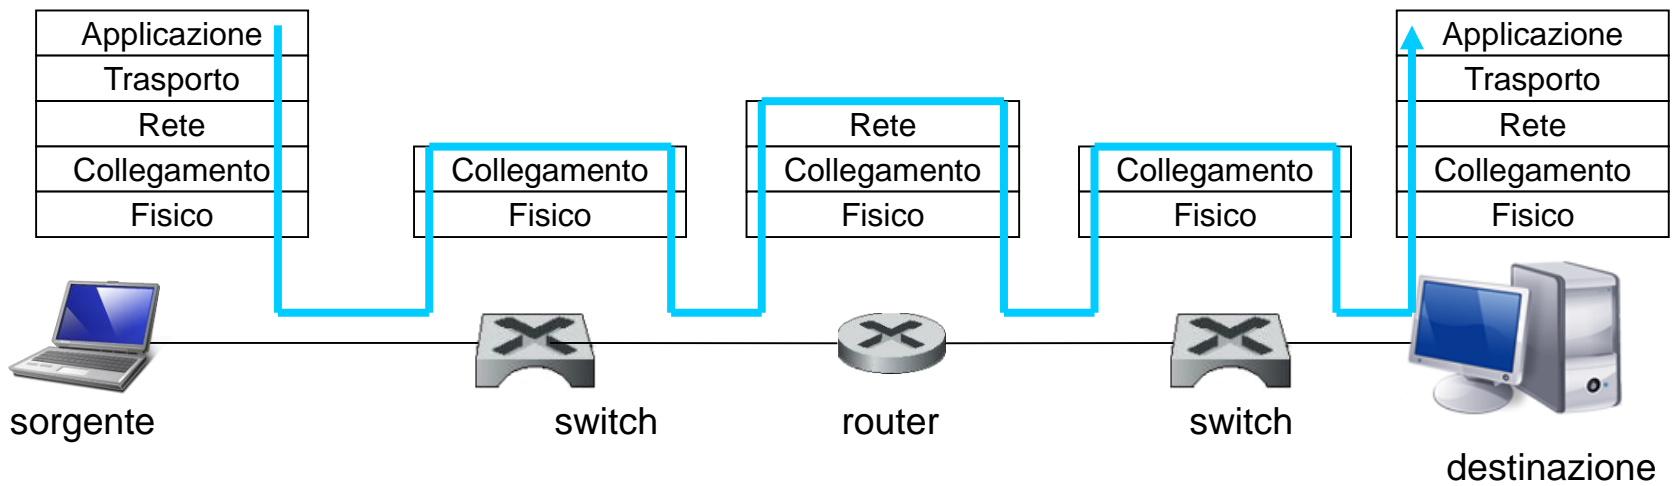 Applicazione
Trasporto
Rete
Collegamento
Fisico
Collegamento
Fisico
Rete
Collegamento
Fisico
Collegamento
Fisico
Applicazione
Trasporto
Rete
Collegamento
Fisico
sorgente
switch
router
switch
destinazione